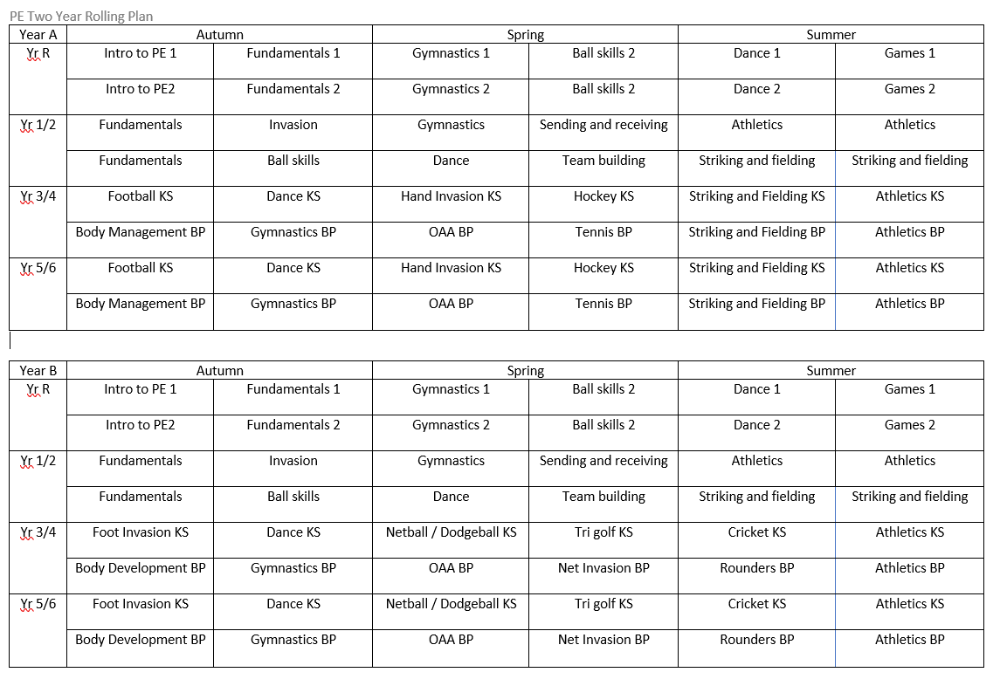 PE Two Year Rolling Plan
Year A Autumn Spring Summer
Yr R Intro to PE 1 Fundamentals 1 Gymnastics 1 Ball skills 2 Dance 1 Games 1
Intro to PE2 Fundamentals 2 Gymnastics 2 Ball skills 2 Dance 2 Games 2
Yr 1/2 Fundamentals Invasion Gymnastics Sending and receiving Athletics Athletics
Fundamentals Ball skills Dance Team building Striking and fielding Striking and fielding
Yr 3/4 Football KS Dance KS Hand Invasion KS Hockey KS Striking and Fielding KS Athletics KS
Body Management BP Gymnastics BP OAA BP Tennis BP Striking and Fielding BP Athletics BP
Yr 5/6 Football KS Dance KS Hand Invasion KS Hockey KS Striking and Fielding KS Athletics KS
Body Management BP Gymnastics BP OAA BP Tennis BP Striking and Fielding BP Athletics BP
Year B Autumn Spring Summer
Yr R Intro to PE 1 Fundamentals 1 Gymnastics 1 Ball skills 2 Dance 1 Games 1
Intro to PE2 Fundamentals 2 Gymnastics 2 Ball skills 2 Dance 2 Games 2
Yr 1/2 Fundamentals Invasion Gymnastics Sending and receiving Athletics Athletics
Fundamentals Ball skills Dance Team building Striking and fielding Striking and fielding
Yr 3/4 Foot Invasion KS Dance KS Netball / Dodgeball KS Tri golf KS Cricket KS Athletics KS
Body Development BP Gymnastics BP OAA BP Net Invasion BP Rounders BP Athletics BP
Yr 5/6 Foot Invasion KS Dance KS Netball / Dodgeball KS Tri golf KS Cricket KS Athletics KS
Body Development BP Gymnastics BP OAA BP Net Invasion BP Rounders BP Athletics BP